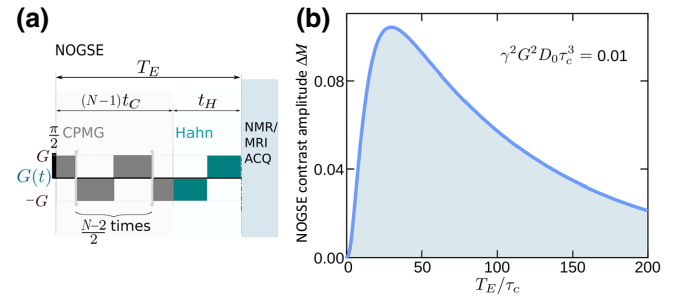 (a)
NOGSE
T_E
(N−1)t_C
t_H
π/2
CPMG
Hahn
NMR/
MRI
ACQ
G
G(t)
−G
N−2/2 times
(b)
γ²G²D₀τ_c³ = 0.01
NOGSE contrast amplitude ΔM
0.08
0.04
0.00
0
50
100
150
200
T_E/τ_c